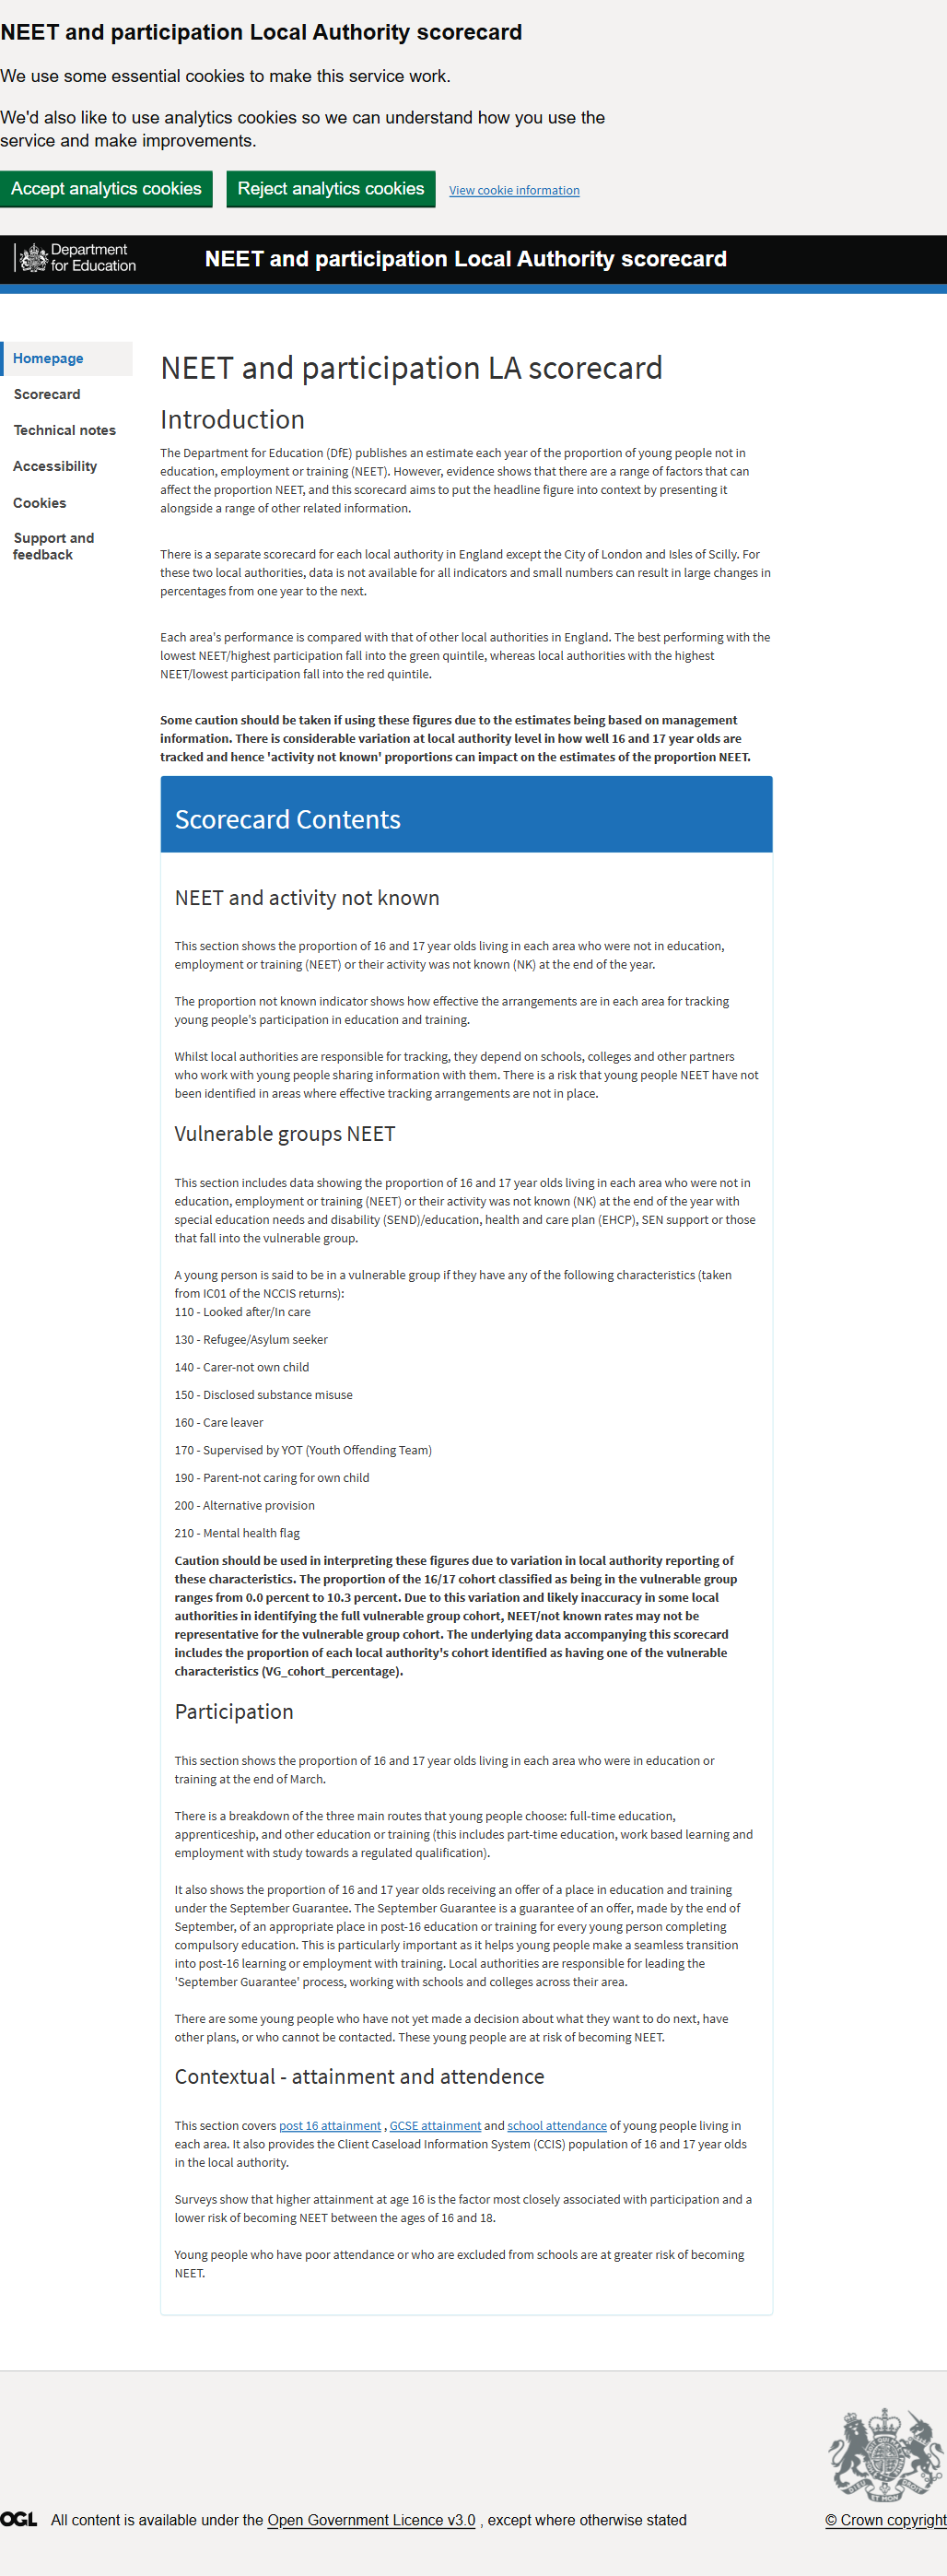 NEET and participation Local Authority scorecard
We use some essential cookies to make this service work.
We'd also like to use analytics cookies so we can understand how you use the
service and make improvements.
Accept analytics cookies
Reject analytics cookies
View cookie information
Department
for Education
NEET and participation Local Authority scorecard
Homepage
Scorecard
Technical notes
Accessibility
Cookies
Support and
feedback
NEET and participation LA scorecard
Introduction
The Department for Education (DfE) publishes an estimate each year of the proportion of young people not in
education, employment or training (NEET). However, evidence shows that there are a range of factors that can
affect the proportion NEET, and this scorecard aims to put the headline figure into context by presenting it
alongside a range of other related information.
There is a separate scorecard for each local authority in England except the City of London and Isles of Scilly. For
these two local authorities, data is not available for all indicators and small numbers can result in large changes in
percentages from one year to the next.
Each area's performance is compared with that of other local authorities in England. The best performing with the
lowest NEET/highest participation fall into the green quintile, whereas local authorities with the highest
NEET/lowest participation fall into the red quintile.
Some caution should be taken if using these figures due to the estimates being based on management
information. There is considerable variation at local authority level in how well 16 and 17 year olds are
tracked and hence 'activity not known' proportions can impact on the estimates of the proportion NEET.
Scorecard Contents
NEET and activity not known
This section shows the proportion of 16 and 17 year olds living in each area who were not in education,
employment or training (NEET) or their activity was not known (NK) at the end of the year.
The proportion not known indicator shows how effective the arrangements are in each area for tracking
young people's participation in education and training.
Whilst local authorities are responsible for tracking, they depend on schools, colleges and other partners
who work with young people sharing information with them. There is a risk that young people NEET have not
been identified in areas where effective tracking arrangements are not in place.
Vulnerable groups NEET
This section includes data showing the proportion of 16 and 17 year olds living in each area who were not in
education, employment or training (NEET) or their activity was not known (NK) at the end of the year with
special education needs and disability (SEND)/education, health and care plan (EHCP), SEN support or those
that fall into the vulnerable group.
A young person is said to be in a vulnerable group if they have any of the following characteristics (taken
from IC01 of the NCCIS returns):
110 - Looked after/In care
130 - Refugee/Asylum seeker
140 - Carer-not own child
150 - Disclosed substance misuse
160 - Care leaver
170 - Supervised by YOT (Youth Offending Team)
190 - Parent-not caring for own child
200 - Alternative provision
210 - Mental health flag
Caution should be used in interpreting these figures due to variation in local authority reporting of
these characteristics. The proportion of the 16/17 cohort classified as being in the vulnerable group
ranges from 0.0 percent to 10.3 percent. Due to this variation and likely inaccuracy in some local
authorities in identifying the full vulnerable group cohort, NEET/not known rates may not be
representative for the vulnerable group cohort. The underlying data accompanying this scorecard
includes the proportion of each local authority's cohort identified as having one of the vulnerable
characteristics (VG_cohort_percentage).
Participation
This section shows the proportion of 16 and 17 year olds living in each area who were in education or
training at the end of March.
There is a breakdown of the three main routes that young people choose: full-time education,
apprenticeship, and other education or training (this includes part-time education, work based learning and
employment with study towards a regulated qualification).
It also shows the proportion of 16 and 17 year olds receiving an offer of a place in education and training
under the September Guarantee. The September Guarantee is a guarantee of an offer, made by the end of
September, of an appropriate place in post-16 education or training for every young person completing
compulsory education. This is particularly important as it helps young people make a seamless transition
into post-16 learning or employment with training. Local authorities are responsible for leading the
'September Guarantee' process, working with schools and colleges across their area.
There are some young people who have not yet made a decision about what they want to do next, have
other plans, or who cannot be contacted. These young people are at risk of becoming NEET.
Contextual - attainment and attendence
This section covers post 16 attainment , GCSE attainment and school attendance of young people living in
each area. It also provides the Client Caseload Information System (CCIS) population of 16 and 17 year olds
in the local authority.
Surveys show that higher attainment at age 16 is the factor most closely associated with participation and a
lower risk of becoming NEET between the ages of 16 and 18.
Young people who have poor attendance or who are excluded from schools are at greater risk of becoming
NEET.
OGL All content is available under the Open Government Licence v3.0 , except where otherwise stated
© Crown copyright